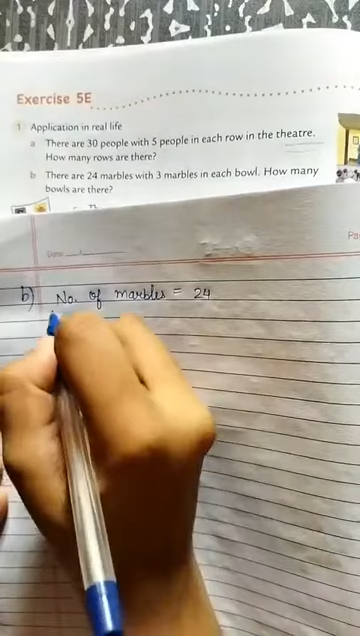 Exercise 5E
1 Application in real life
a There are 30 people with 5 people in each row in the theatre.
How many rows are there?
b There are 24 marbles with 3 marbles in each bowl. How many
bowls are there?
Date
Pa
b) No. of marbles = 24